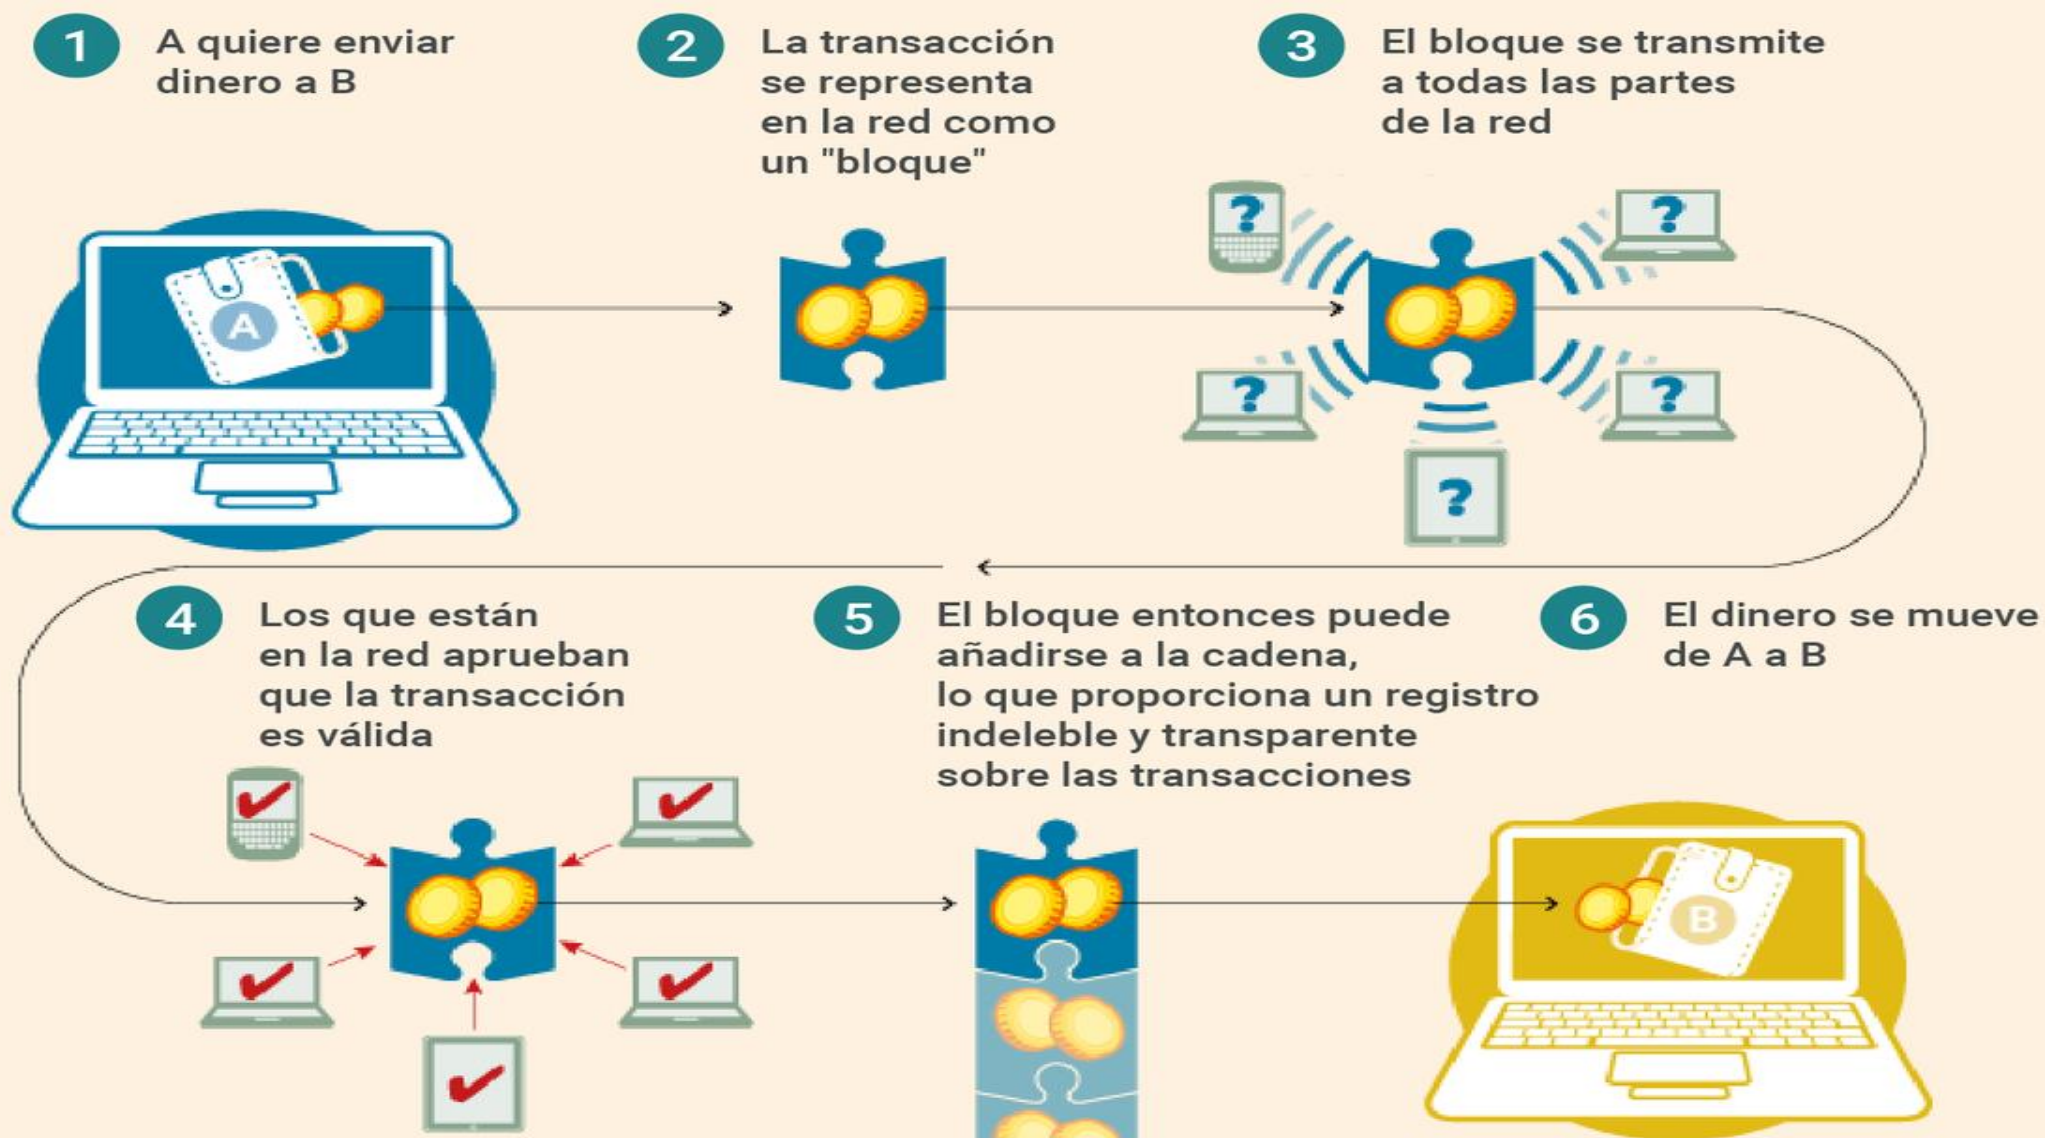 1
A quiere enviar
dinero a B
2
La transacción
se representa
en la red como
un "bloque"
3
El bloque se transmite
a todas las partes
de la red
A
?
?
?
?
?
4
Los que están
en la red aprueban
que la transacción
es válida
5
El bloque entonces puede
añadirse a la cadena,
lo que proporciona un registro
indeleble y transparente
sobre las transacciones
6
El dinero se mueve
de A a B
B